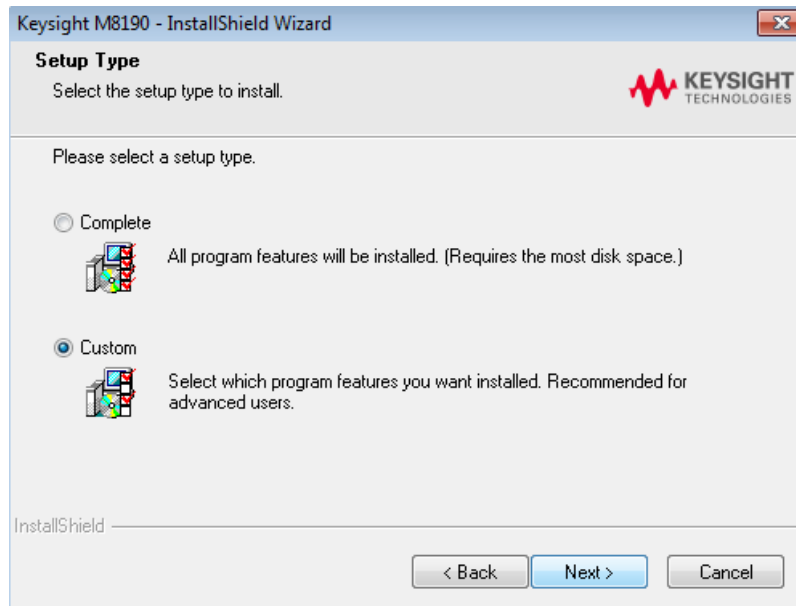 Keysight M8190 - InstallShield Wizard
Setup Type
Select the setup type to install.
KEYSIGHT
TECHNOLOGIES
Please select a setup type.
Complete
All program features will be installed. (Requires the most disk space.)
Custom
Select which program features you want installed. Recommended for
advanced users.
InstallShield
< Back
Next >
Cancel